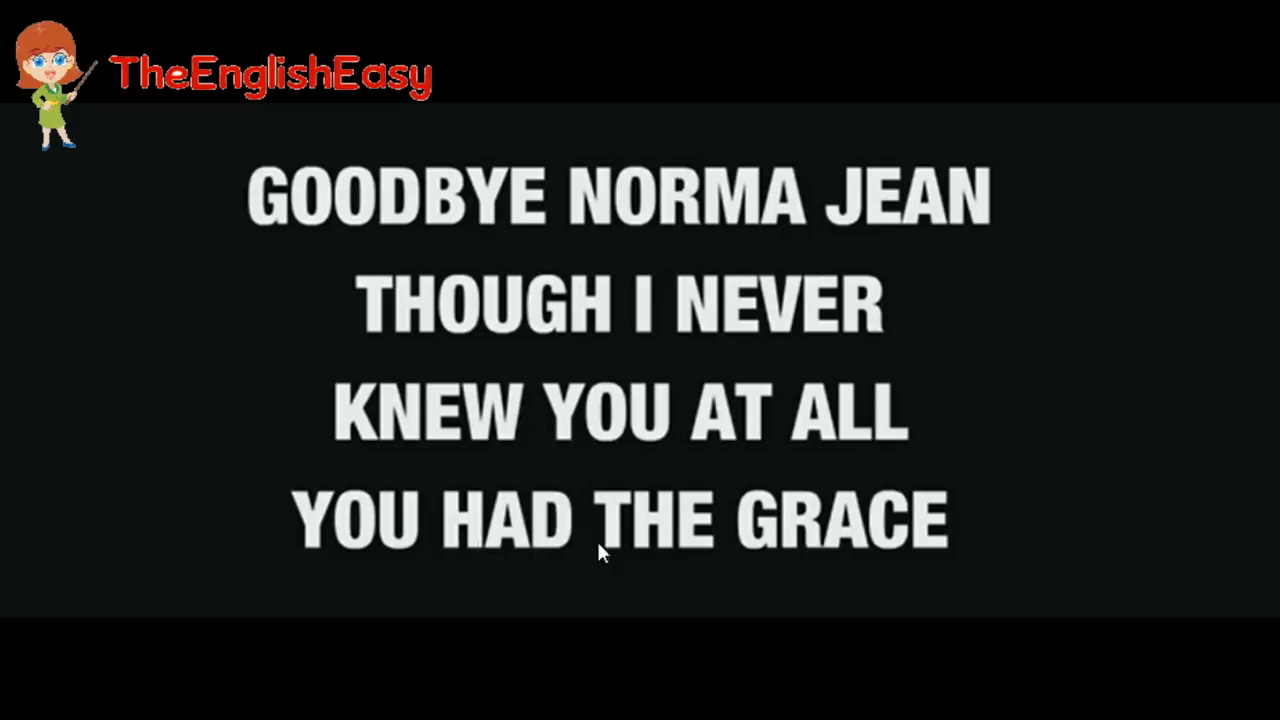 TheEnglishEasy
GOODBYE NORMA JEAN
THOUGH I NEVER
KNEW YOU AT ALL
YOU HAD THE GRACE